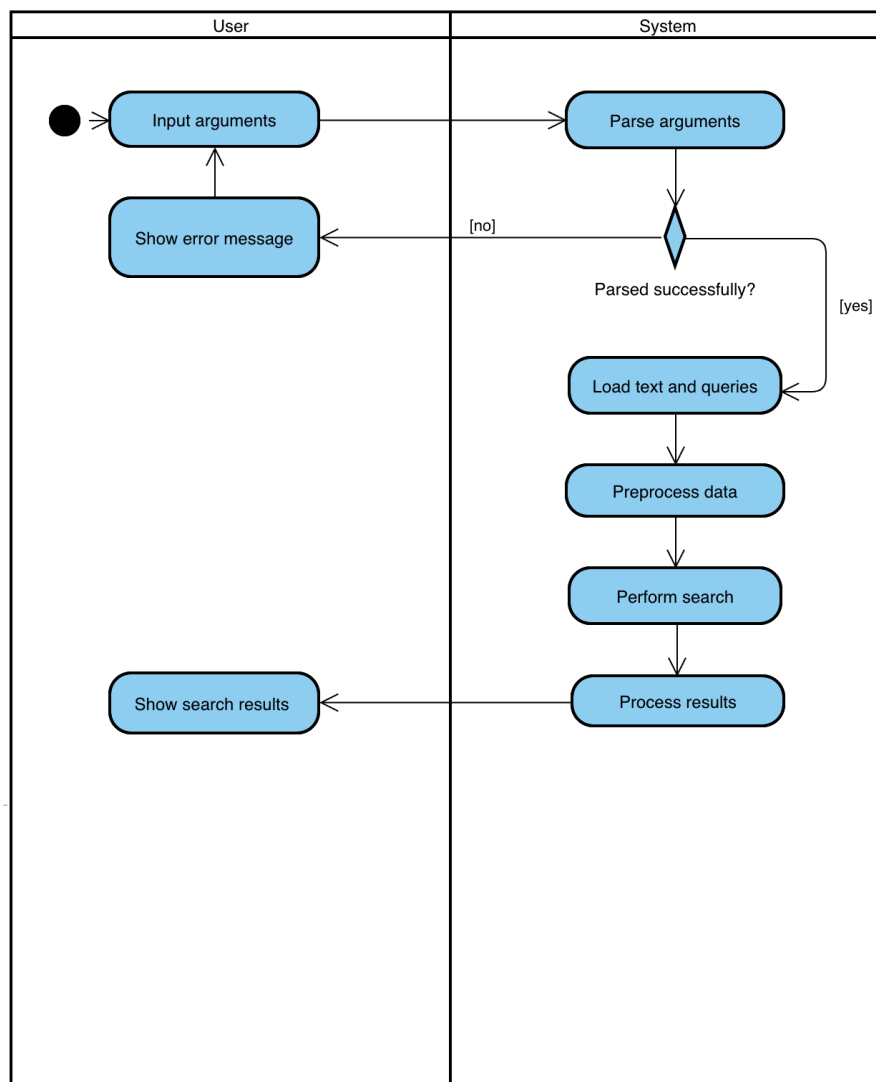 User
System
Input arguments
Parse arguments
Show error message
[no]
Parsed successfully?
[yes]
Load text and queries
Preprocess data
Perform search
Show search results
Process results